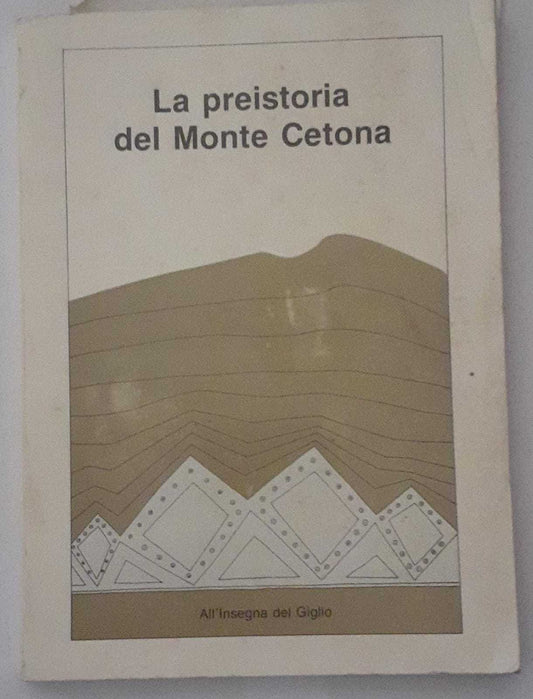 La preistoria
del Monte Cetona
All'Insegna del Giglio